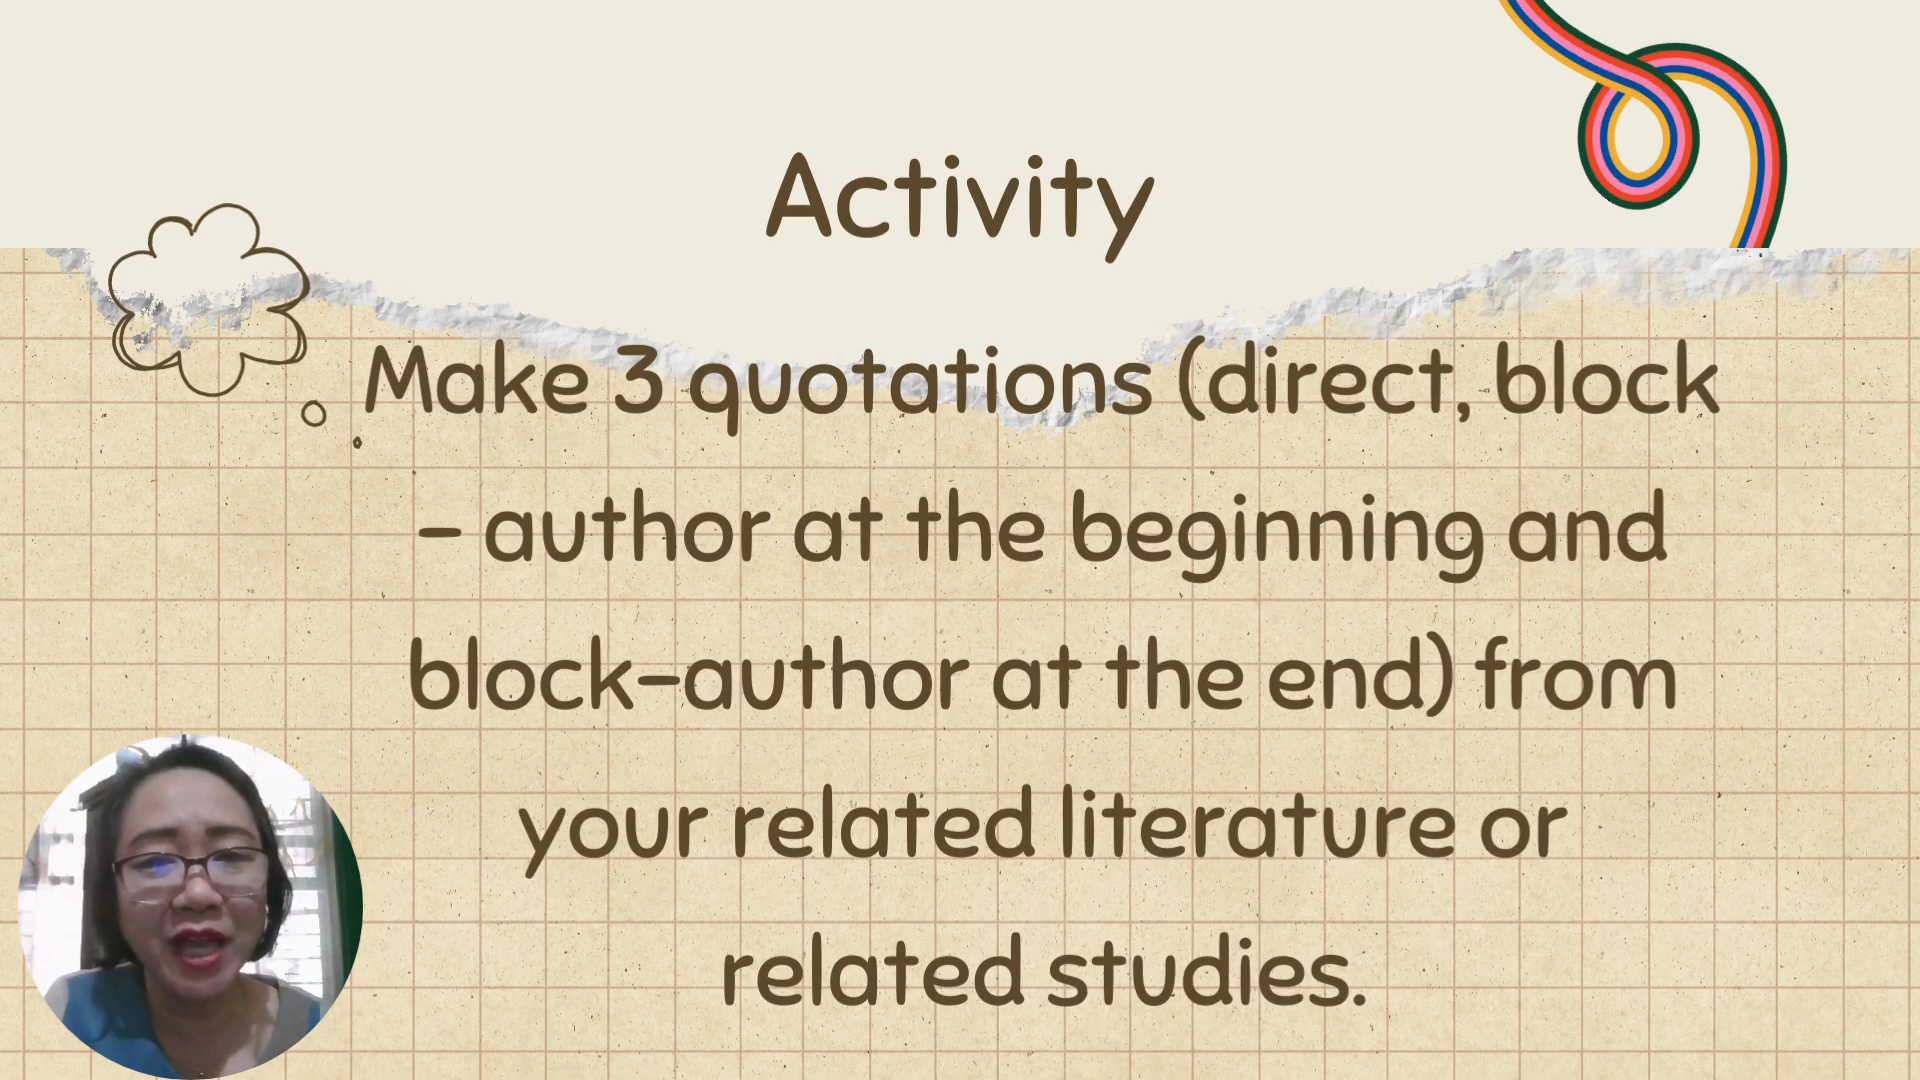 Activity
Make 3 quotations (direct, block
- author at the beginning and
block-author at the end) from
your related literature or
related studies.